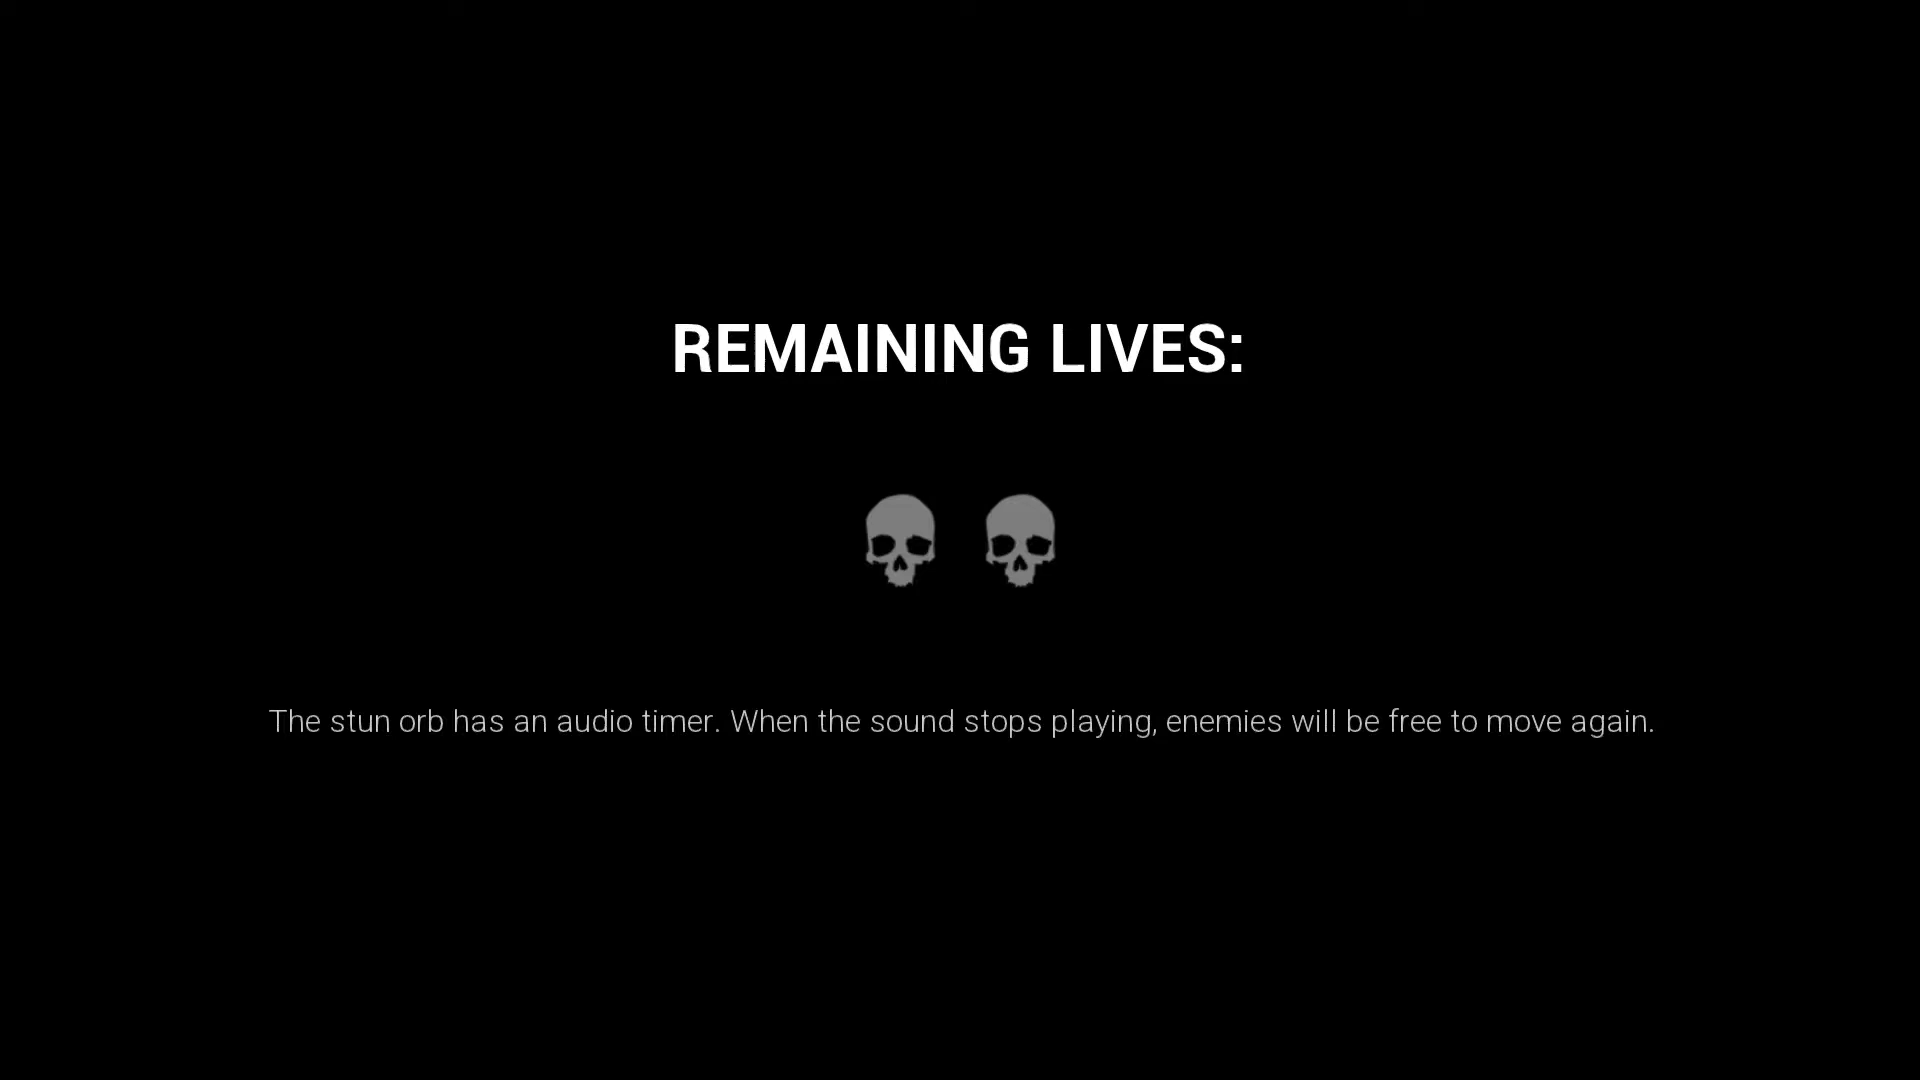 REMAINING LIVES:
The stun orb has an audio timer. When the sound stops playing, enemies will be free to move again.